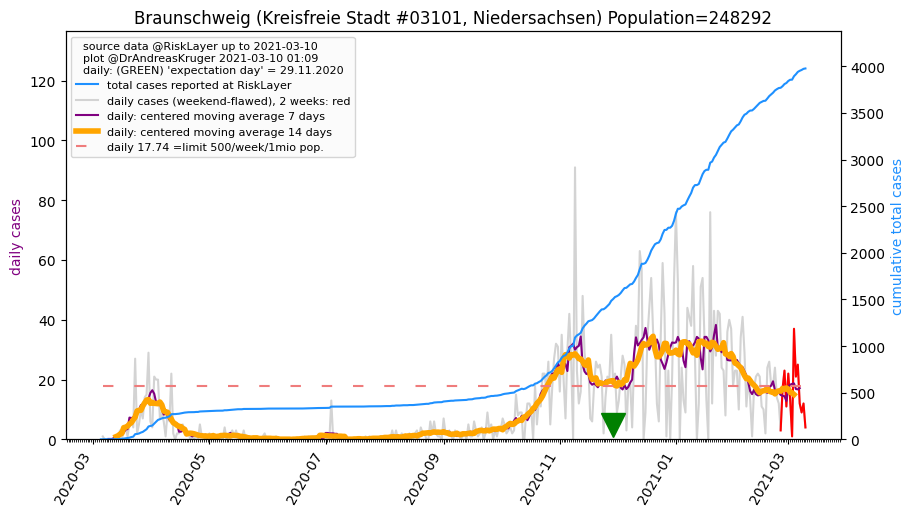 Braunschweig (Kreisfreie Stadt #03101, Niedersachsen) Population=248292
source data @RiskLayer up to 2021-03-10
plot @DrAndreasKruger 2021-03-10 01:09
daily: (GREEN) 'expectation day' = 29.11.2020
total cases reported at RiskLayer
daily cases (weekend-flawed), 2 weeks: red
daily: centered moving average 7 days
daily: centered moving average 14 days
daily 17.74 =limit 500/week/1mio pop.
daily cases
120
100
80
60
40
20
0
4000
3500
3000
2500
2000
1500
1000
500
0
cumulative total cases
2020-03
2020-05
2020-07
2020-09
2020-11
2021-01
2021-03